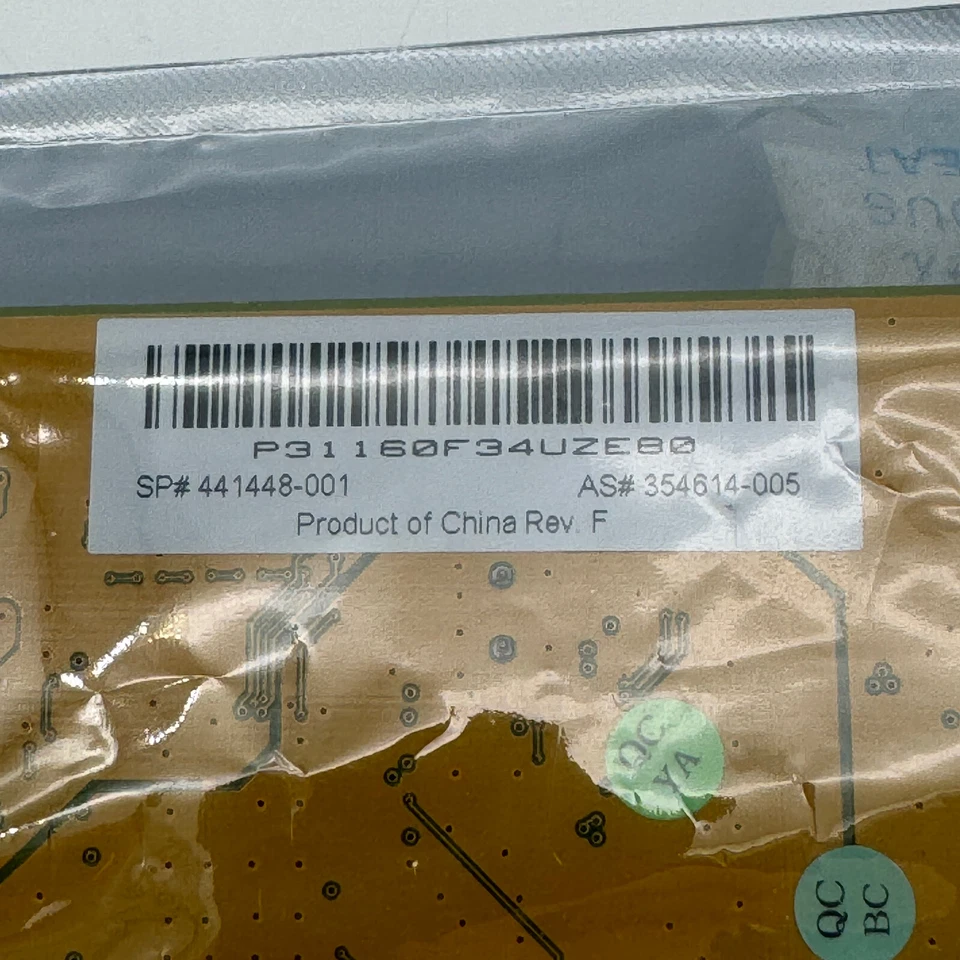 P31160F34UZE80
SP# 441448-001 AS# 354614-005
Product of China Rev. F
QC
YA
QC
BC